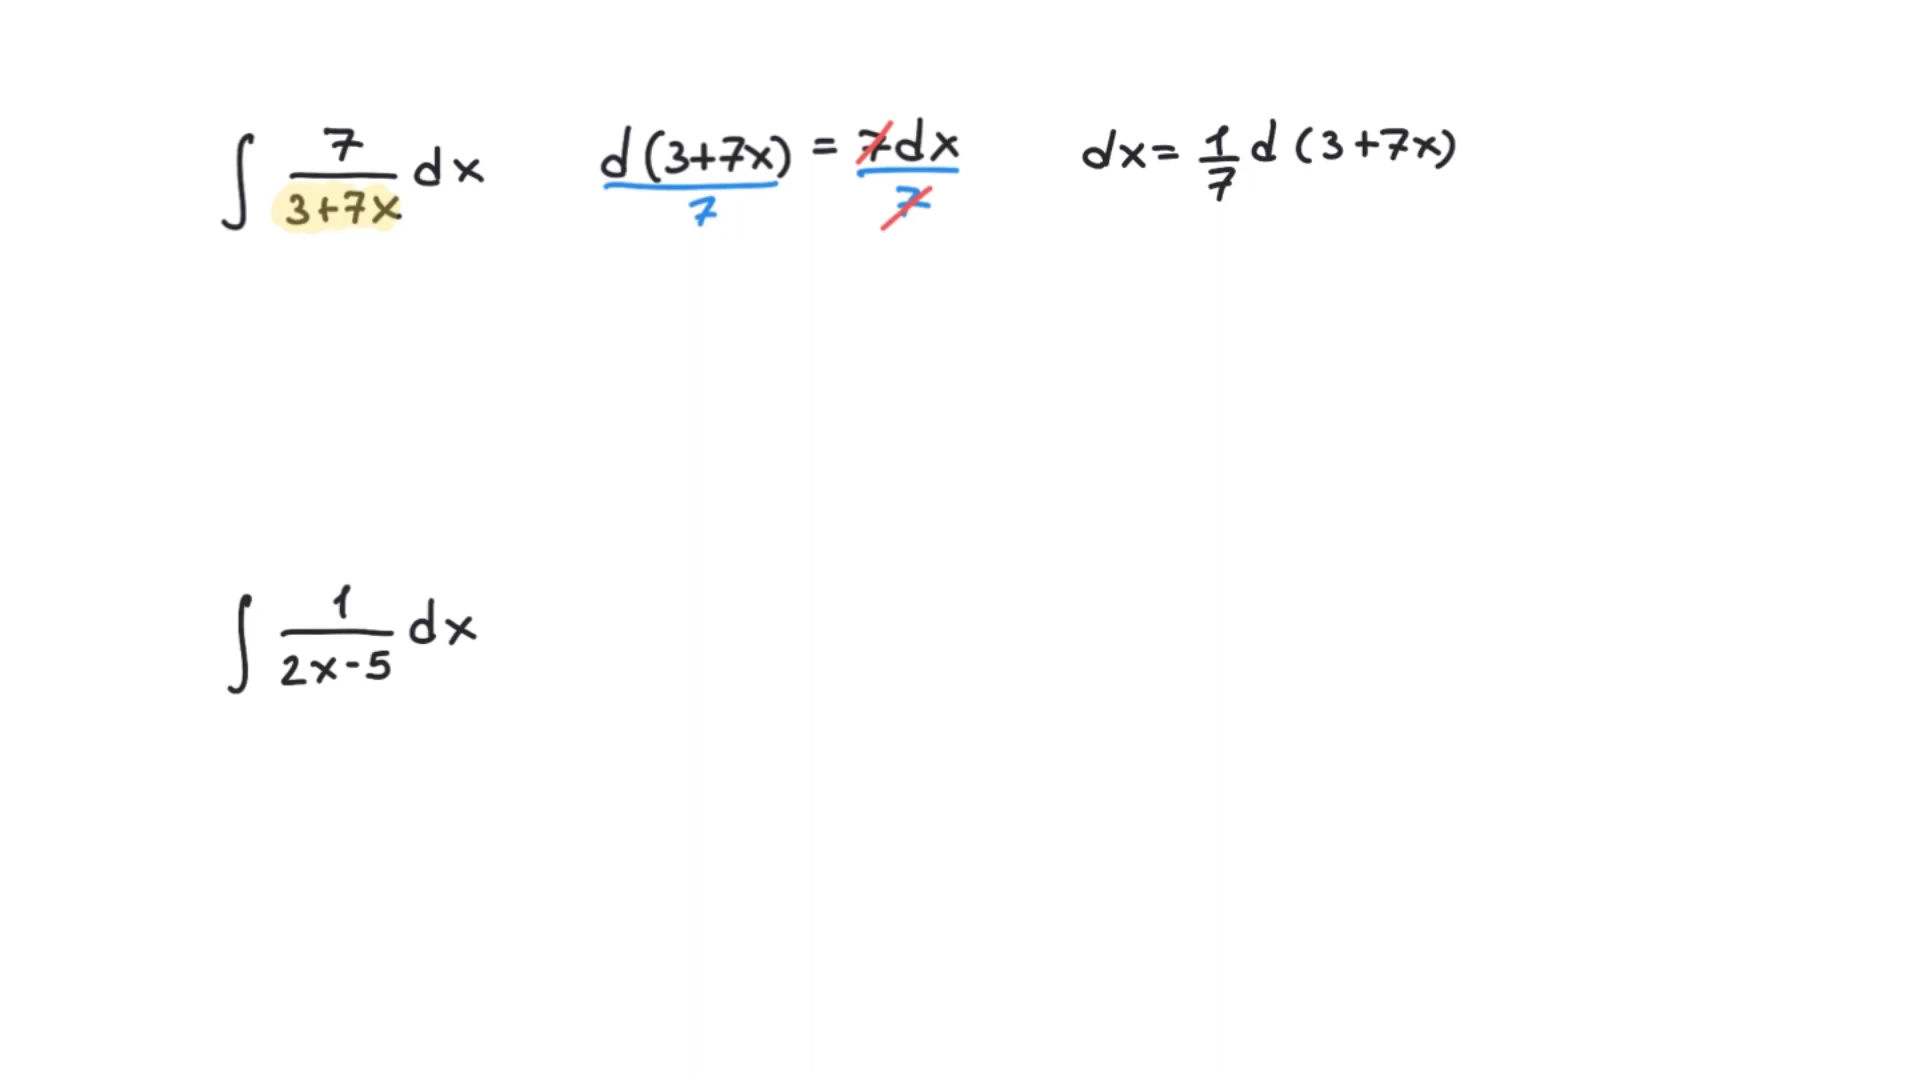 ∫ 7/(3+7x) dx   d(3+7x)/7 = 7dx/7   dx = 1/7 d(3+7x)
∫ 1/(2x-5) dx